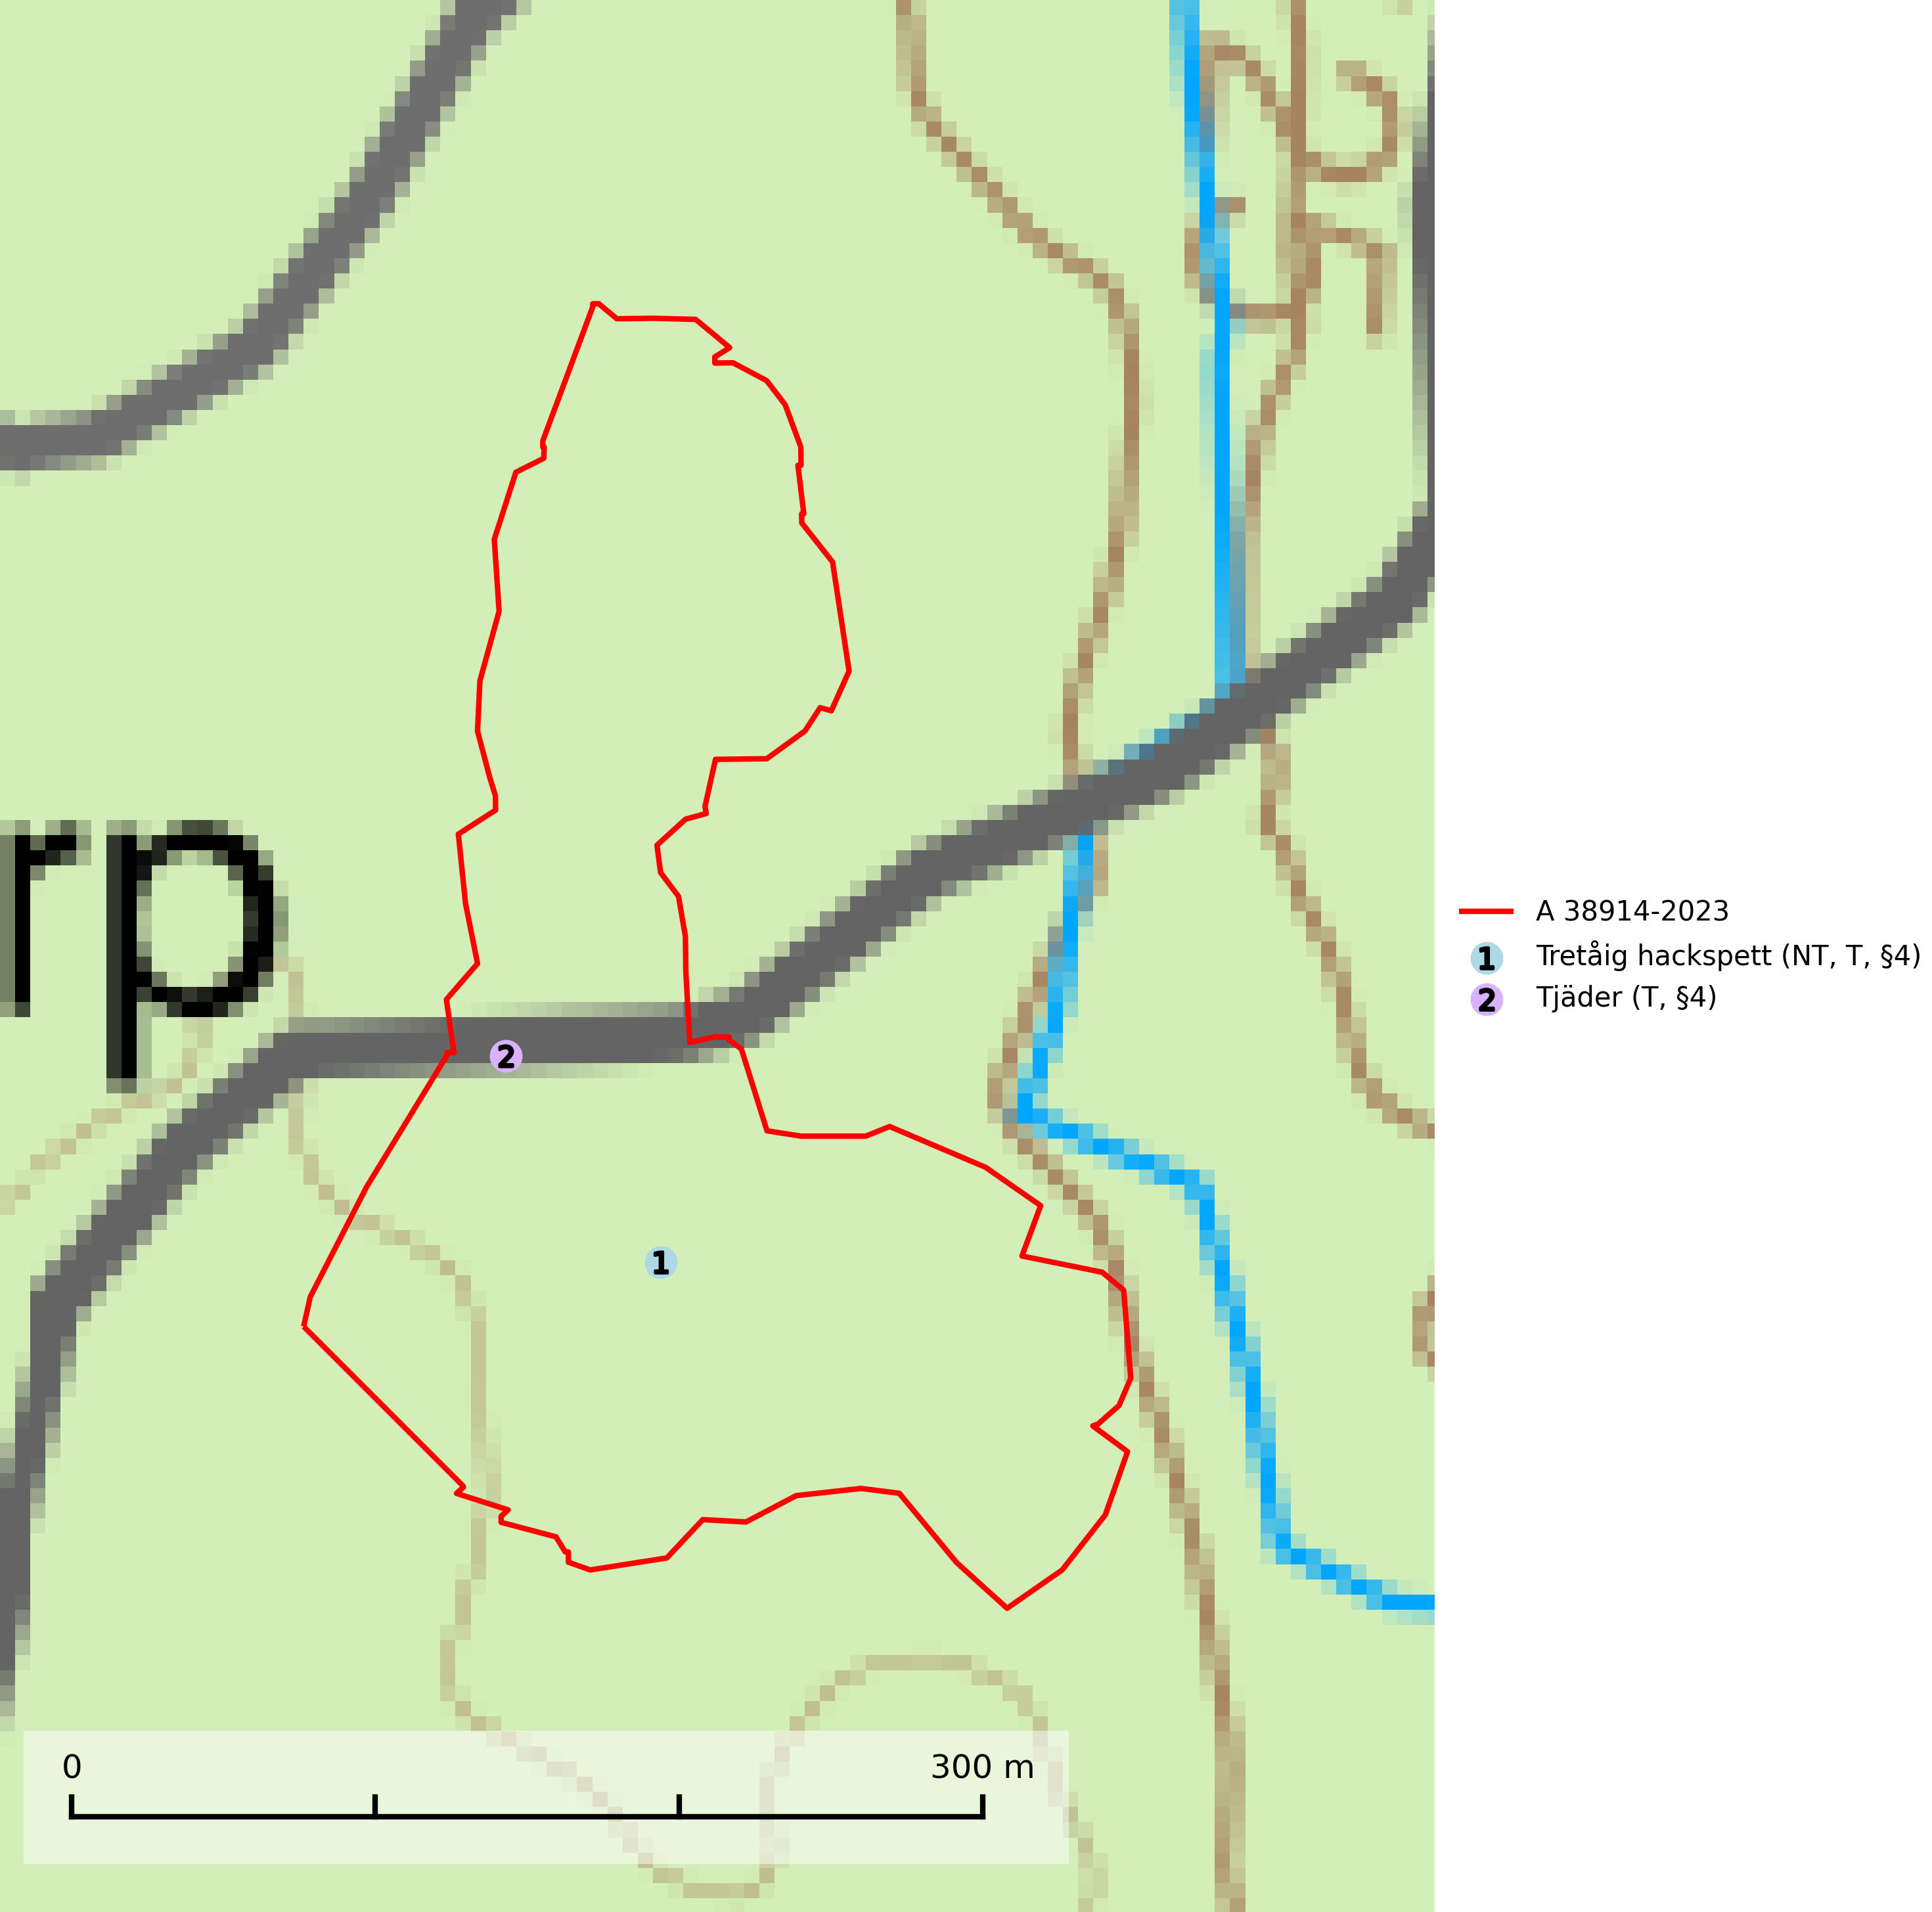 rp
2
1
A 38914-2023
1 Tretåig hackspett (NT, T, §4)
2 Tjäder (T, §4)
0 300 m